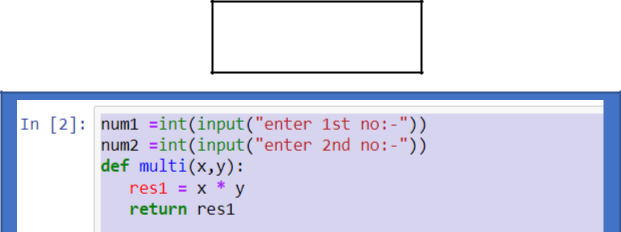 In [2]: num1 =int(input("enter 1st no:-"))
num2 =int(input("enter 2nd no:-"))
def multi(x,y):
res1 = x * y
return res1